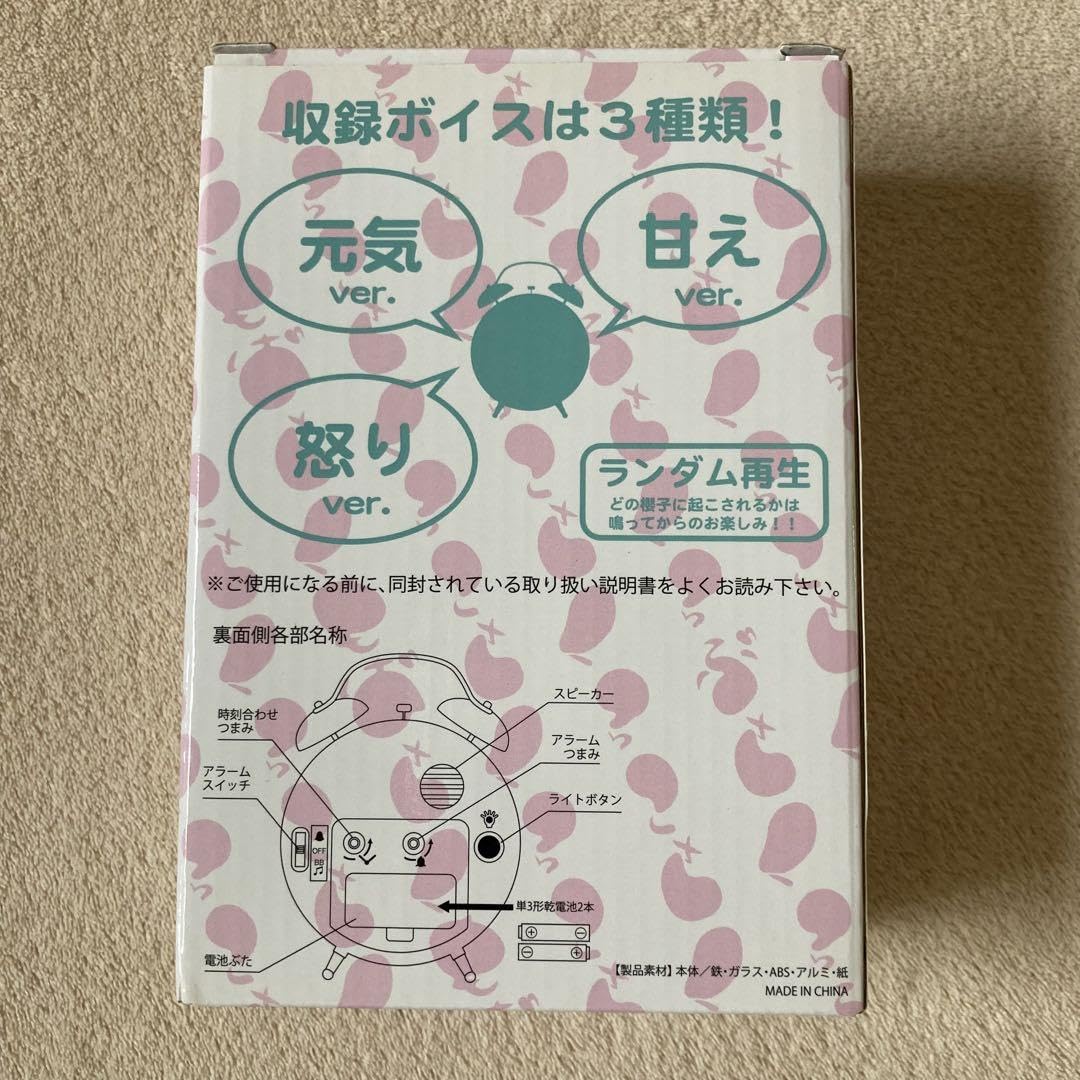 収録ボイスは3種類!
元気
ver.
甘え
ver.
怒り
ver.
ランダム再生
どの櫻子に起こされるかは
鳴ってからのお楽しみ!!
※ご使用になる前に、同封されている取り扱い説明書をよくお読み下さい。
裏面側各部名称
スピーカー
時刻合わせ
つまみ
アラーム
つまみ
アラーム
スイッチ
ライトボタン
OFF
BB
単3形乾電池2本
電池ぶた
【製品素材】本体/鉄・ガラス・ABS・アルミ・紙
MADE IN CHINA